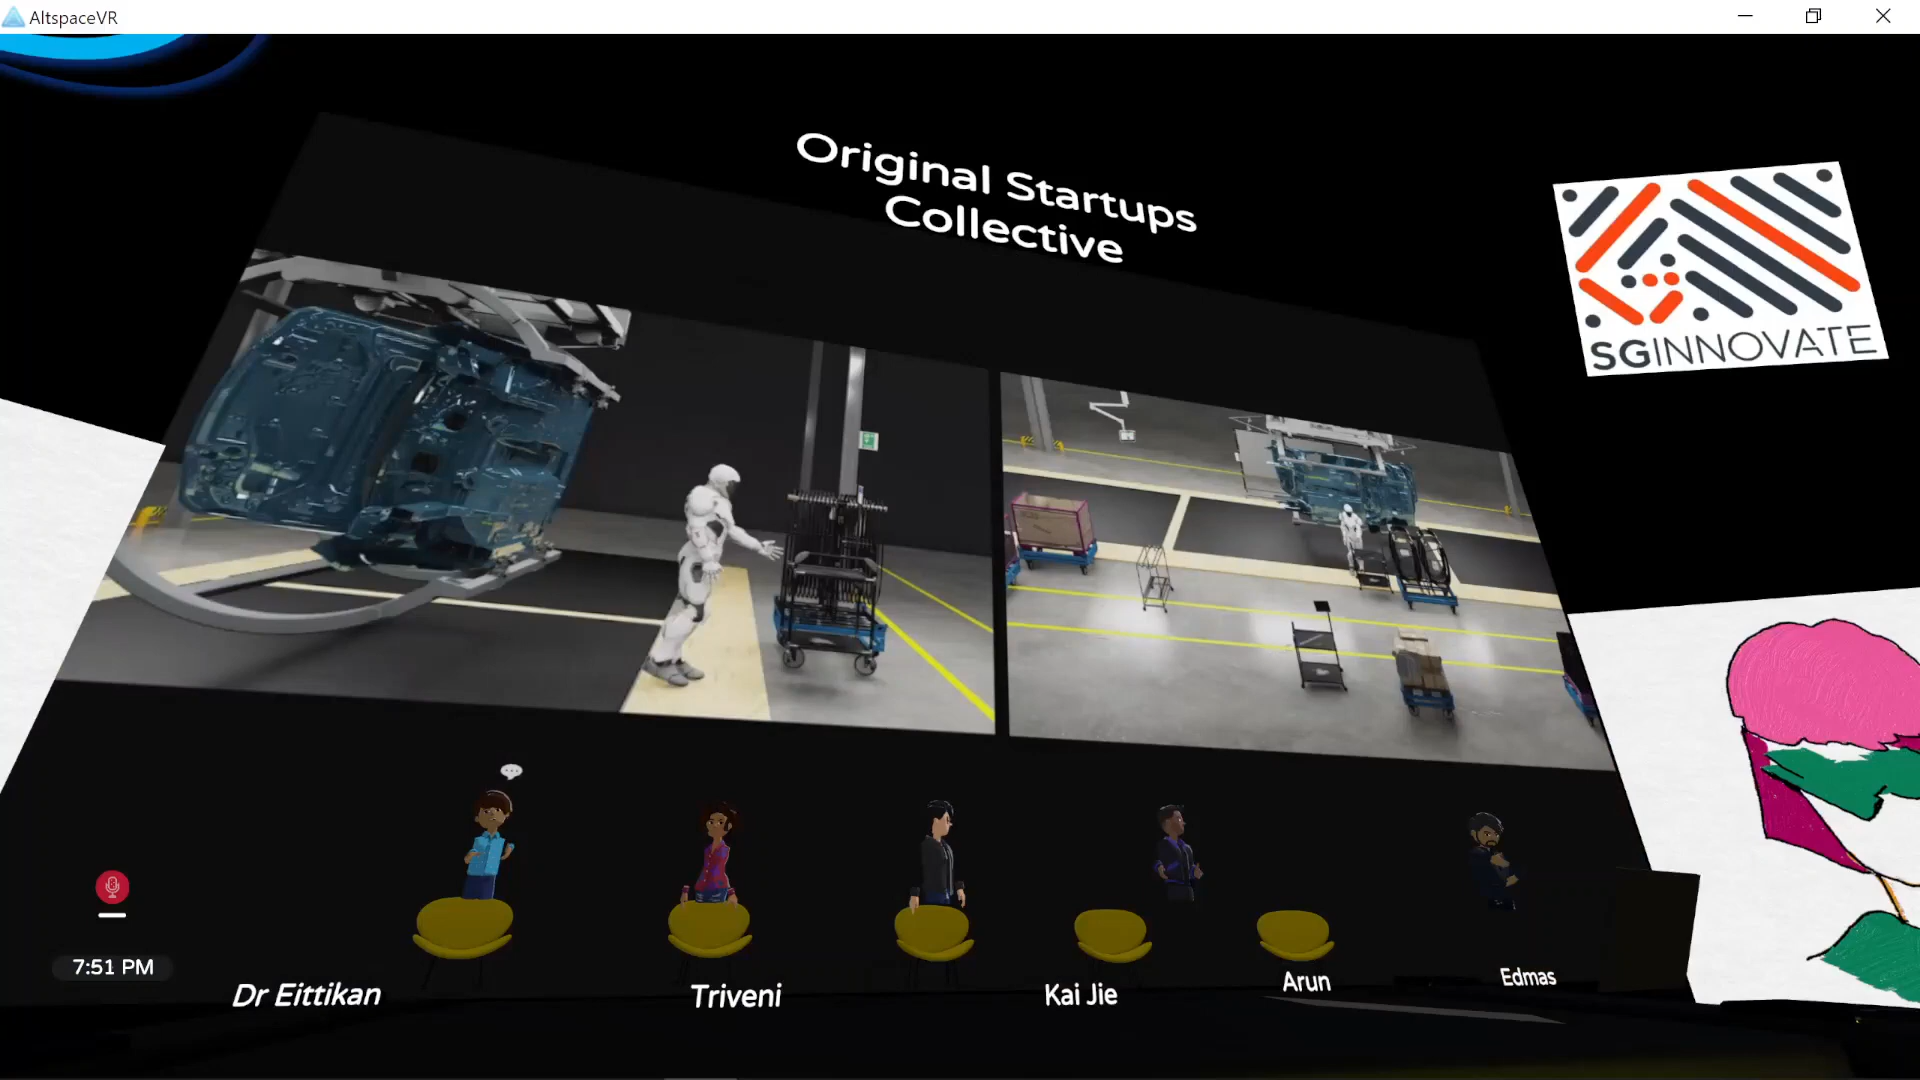 AltspaceVR
Original Startups
Collective
SGINNOVATE
7:51 PM
Dr Eittikan
Triveni
Kai Jie
Arun
Edmas